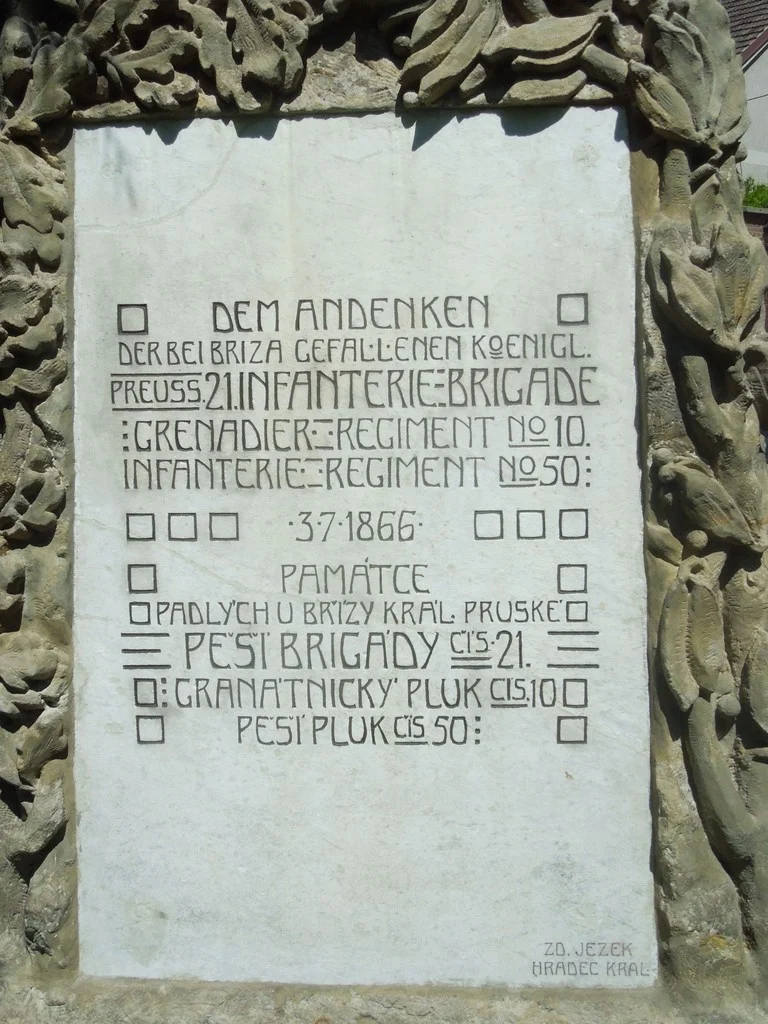 DEM ANDENKEN
DER BEI BRIZA GEFALLENEN KOENIGL.
PREUSS. 21. INFANTERIE-BRIGADE
:GRENADIER-REGIMENT No 10.
INFANTERIE-REGIMENT No 50:
·3·7·1866·
PAMÁTCE
PADLÝCH U BŘÍZY KRÁL. PRUSKÉ
PĚŠÍ BRIGÁDY ČÍS. 21.
:GRANÁTNICKÝ PLUK ČÍS. 10
PĚŠÍ PLUK ČÍS 50:
ZD. JEZEK
HRADEC KRAL-